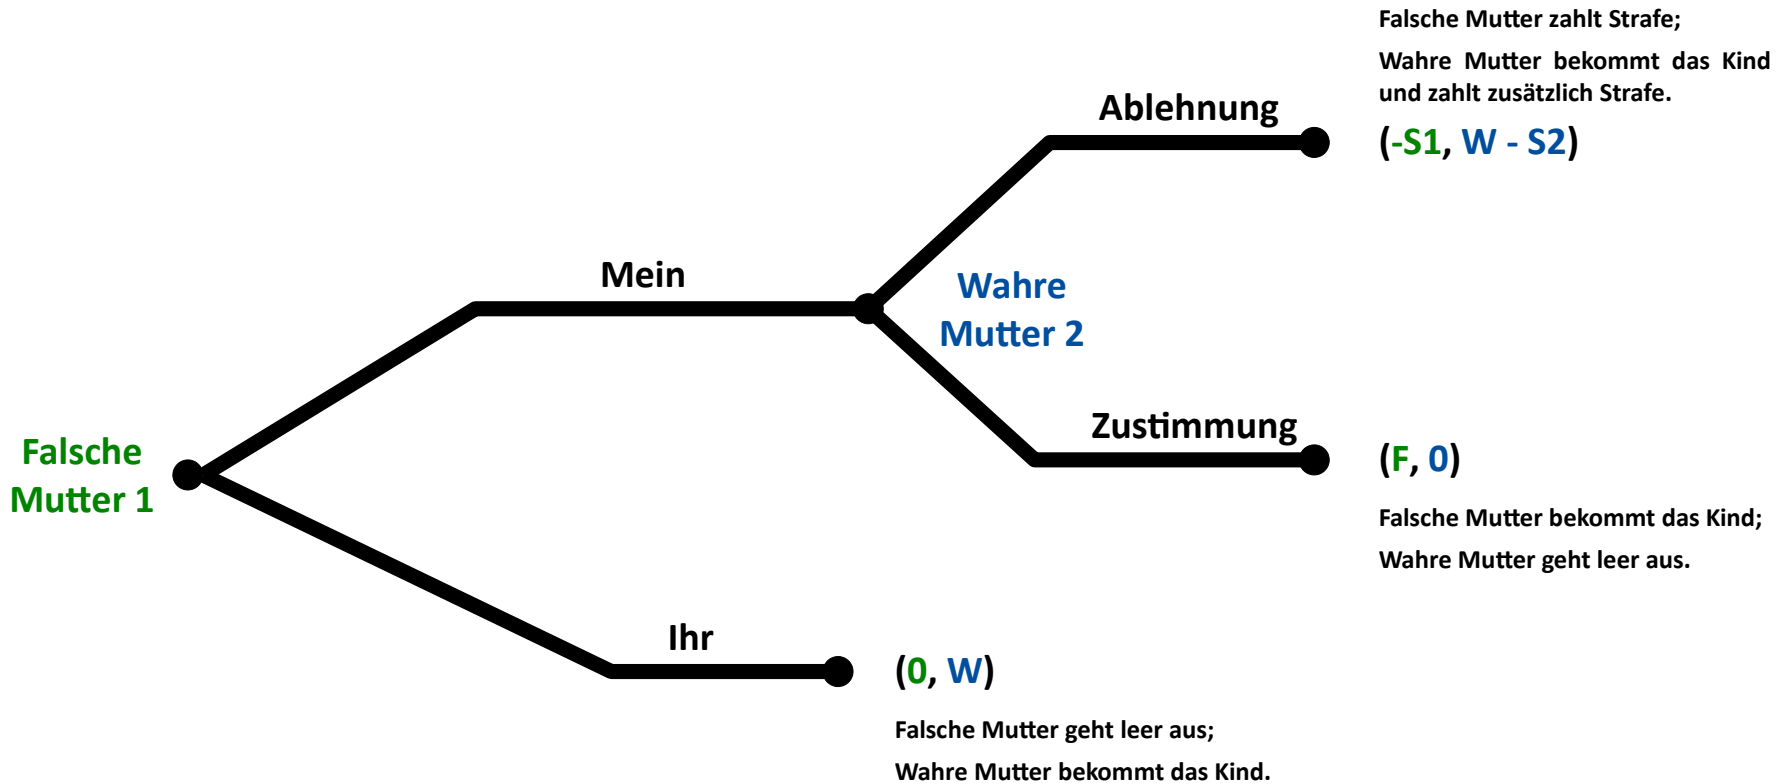 Falsche Mutter zahlt Strafe;
Wahre Mutter bekommt das Kind
und zahlt zusätzlich Strafe.
Ablehnung
(-S1, W - S2)
Mein
Wahre
Mutter 2
Zustimmung
Falsche
Mutter 1
(F, 0)
Falsche Mutter bekommt das Kind;
Wahre Mutter geht leer aus.
Ihr
(0, W)
Falsche Mutter geht leer aus;
Wahre Mutter bekommt das Kind.